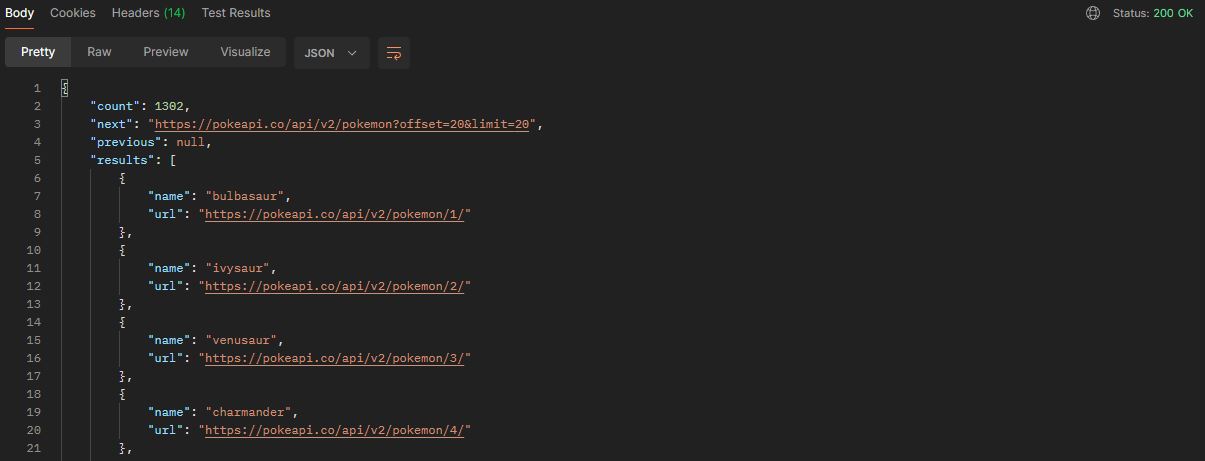 Body Cookies Headers (14) Test Results Status: 200 OK
Pretty Raw Preview Visualize JSON
1 {
2 "count": 1302,
3 "next": "https://pokeapi.co/api/v2/pokemon?offset=20&limit=20",
4 "previous": null,
5 "results": [
6 {
7 "name": "bulbasaur",
8 "url": "https://pokeapi.co/api/v2/pokemon/1/"
9 },
10 {
11 "name": "ivysaur",
12 "url": "https://pokeapi.co/api/v2/pokemon/2/"
13 },
14 {
15 "name": "venusaur",
16 "url": "https://pokeapi.co/api/v2/pokemon/3/"
17 },
18 {
19 "name": "charmander",
20 "url": "https://pokeapi.co/api/v2/pokemon/4/"
21 },